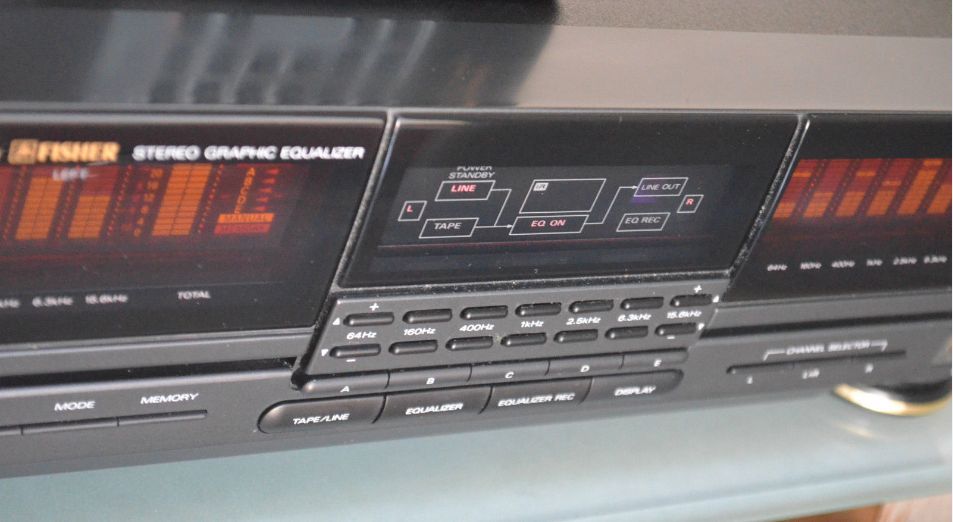 FISHER STEREO GRAPHIC EQUALIZER
LEFT
MANUAL
6.3kHz 15.6kHz TOTAL
POWER
STANDBY
LINE
L
TAPE
EQ ON
LINE OUT
R
EQ REC
64Hz 160Hz 400Hz 1kHz 2.5kHz 6.3kHz
+ +
64Hz 160Hz 400Hz 1kHz 2.5kHz 6.3kHz 15.6kHz
− −
A B C D E
MODE MEMORY
TAPE/LINE EQUALIZER EQUALIZER REC DISPLAY
CHANNEL SELECTOR
L L+R R